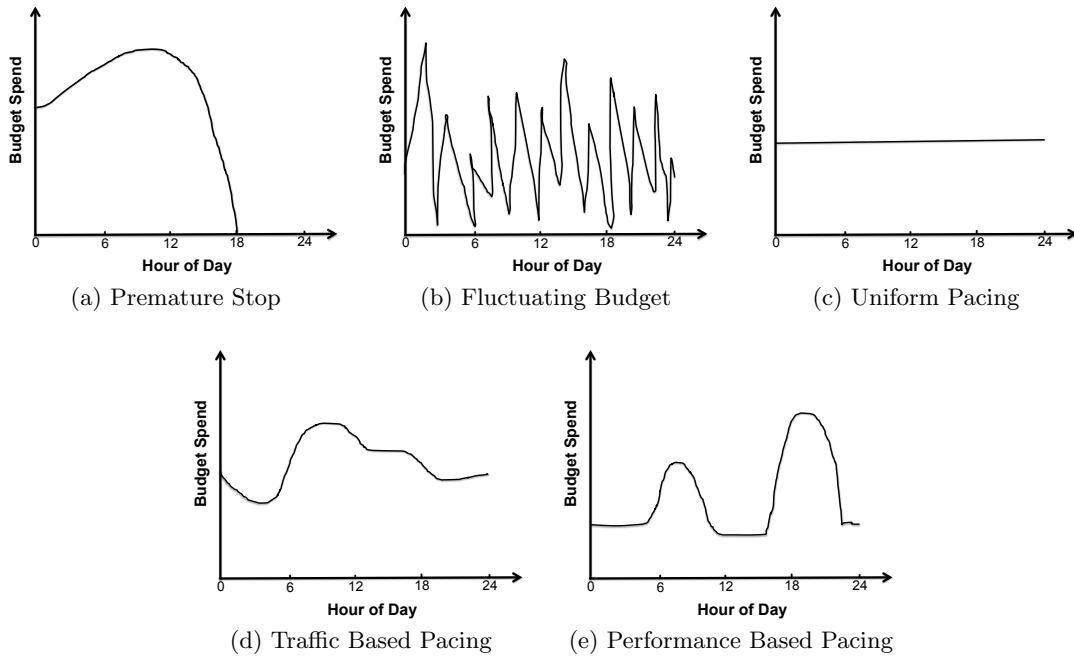 Budget Spend
0 6 12 18 24
Hour of Day
(a) Premature Stop
Budget Spend
0 6 12 18 24
Hour of Day
(b) Fluctuating Budget
Budget Spend
0 6 12 18 24
Hour of Day
(c) Uniform Pacing
Budget Spend
0 6 12 18 24
Hour of Day
(d) Traffic Based Pacing
Budget Spend
0 6 12 18 24
Hour of Day
(e) Performance Based Pacing